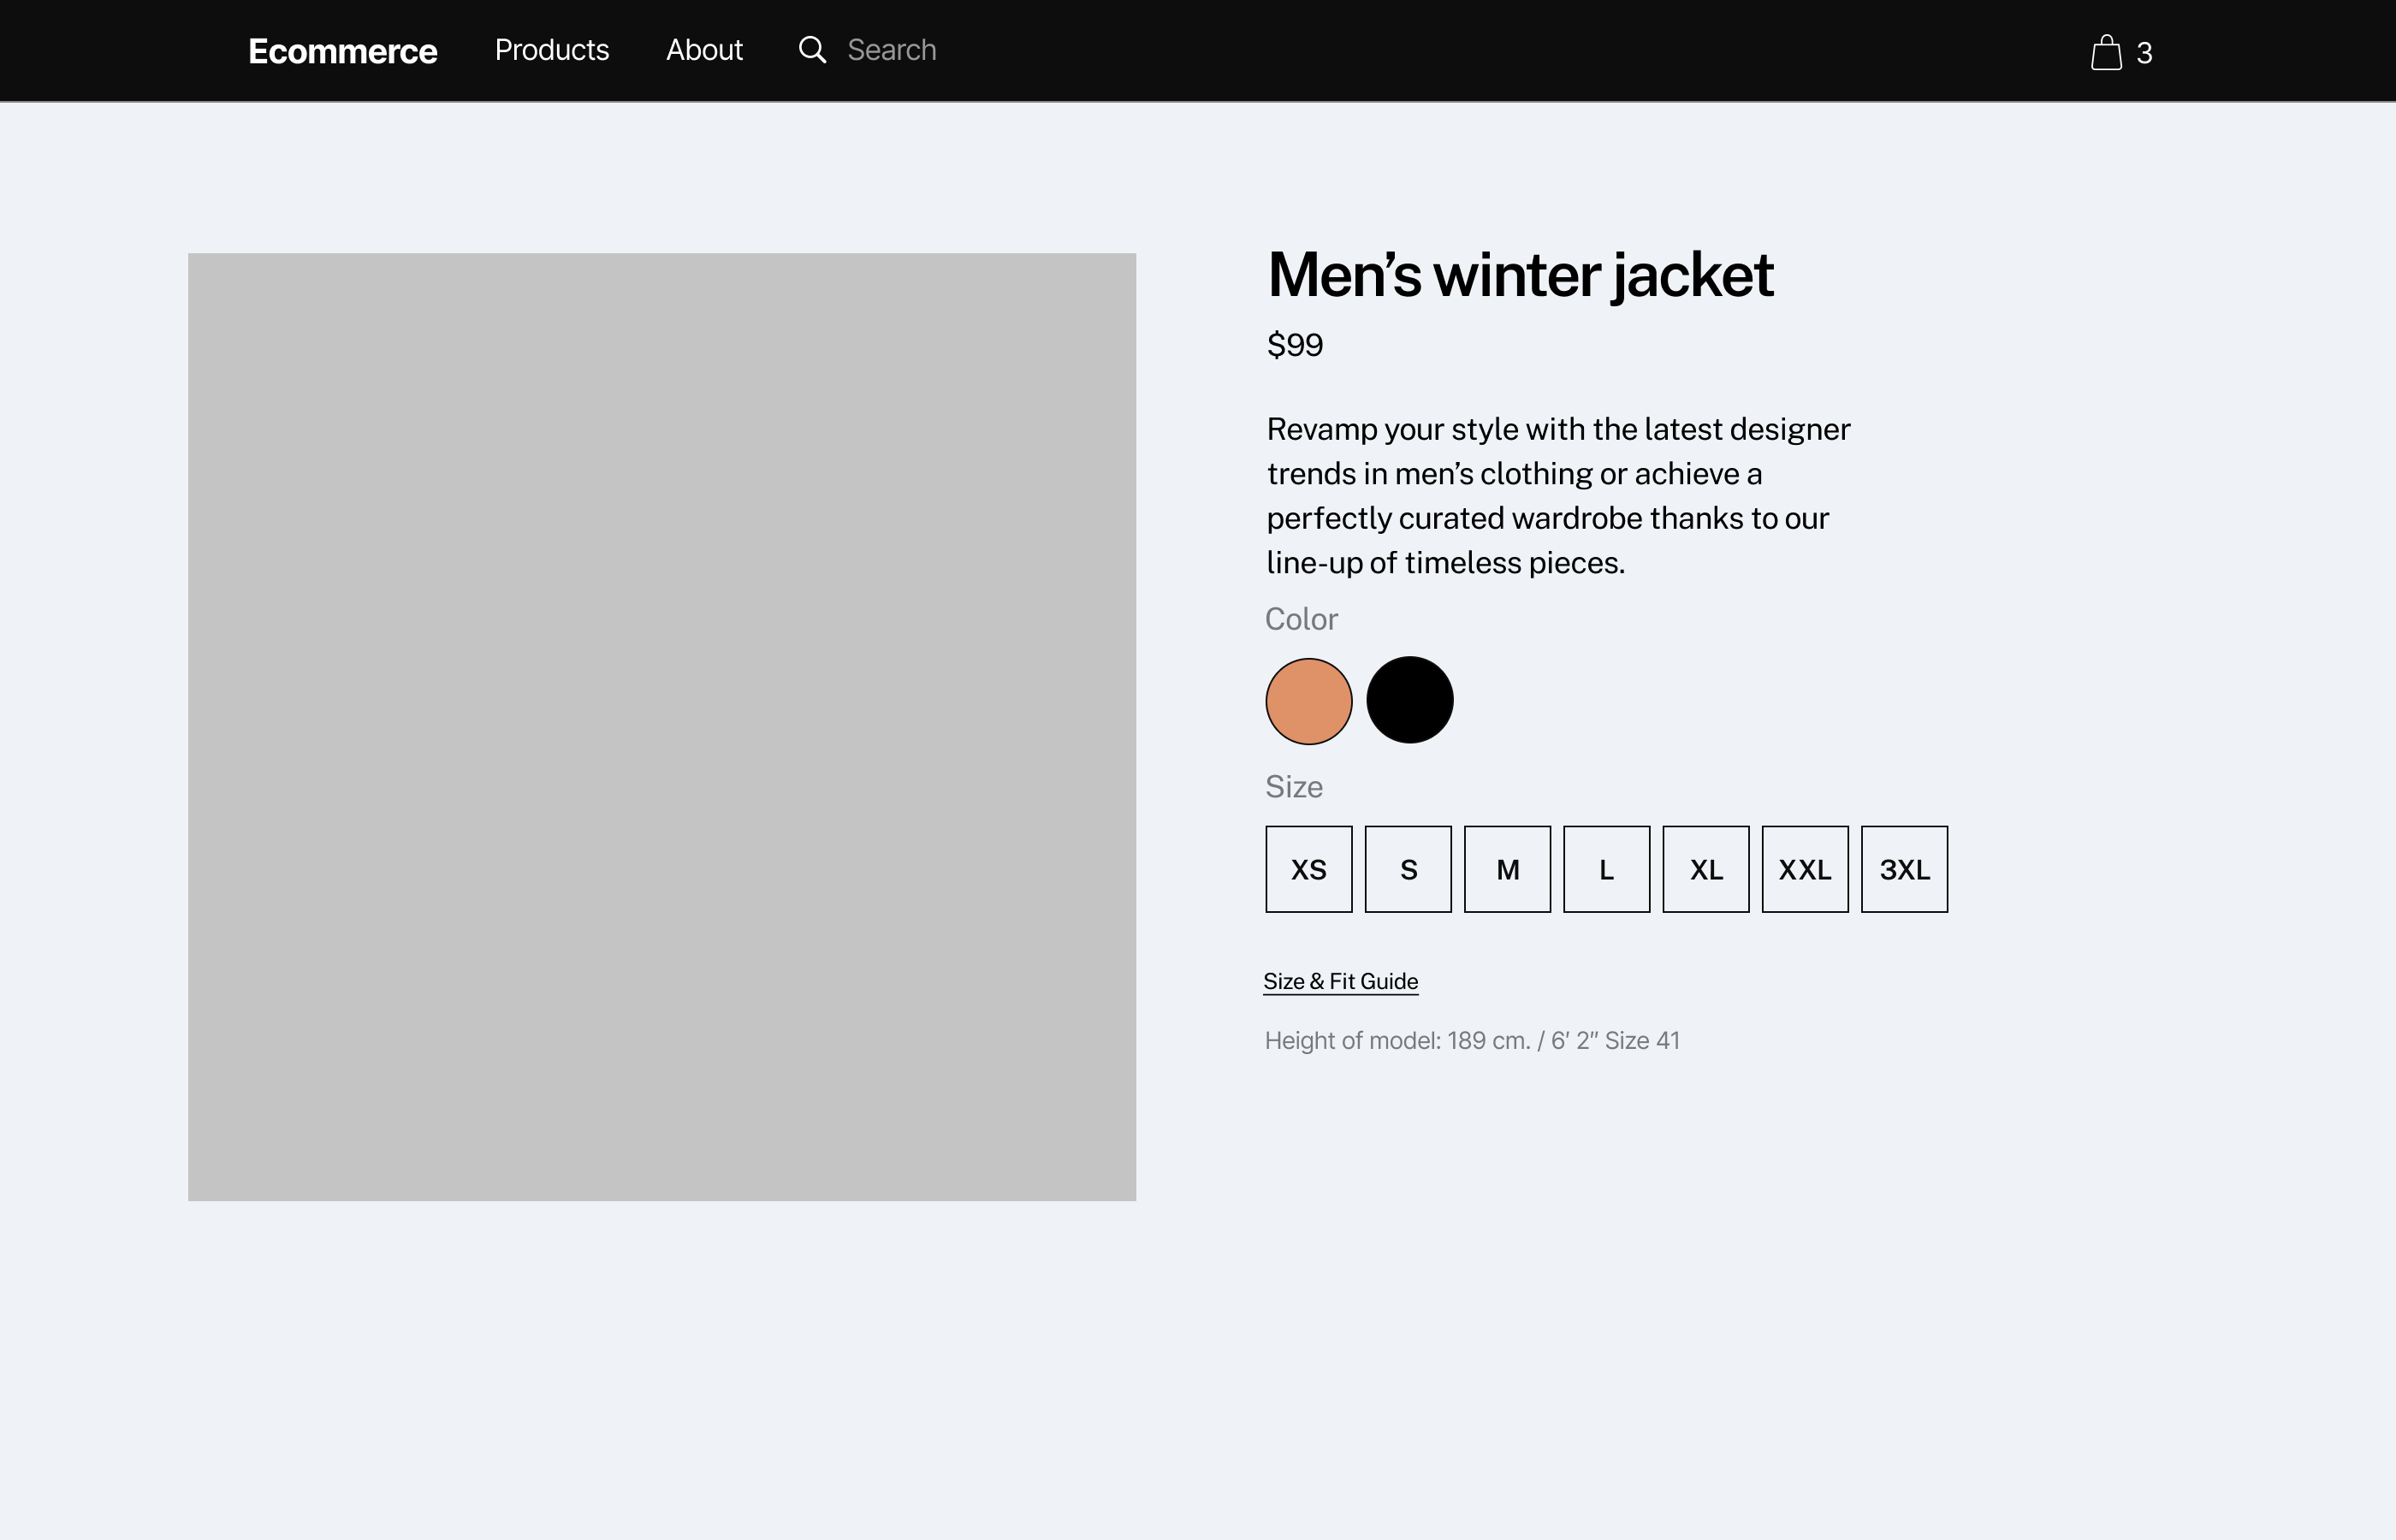 Ecommerce Products About Search 3
Men’s winter jacket
$99
Revamp your style with the latest designer
trends in men’s clothing or achieve a
perfectly curated wardrobe thanks to our
line-up of timeless pieces.
Color
Size
XS S M L XL XXL 3XL
Size & Fit Guide
Height of model: 189 cm. / 6′ 2″ Size 41